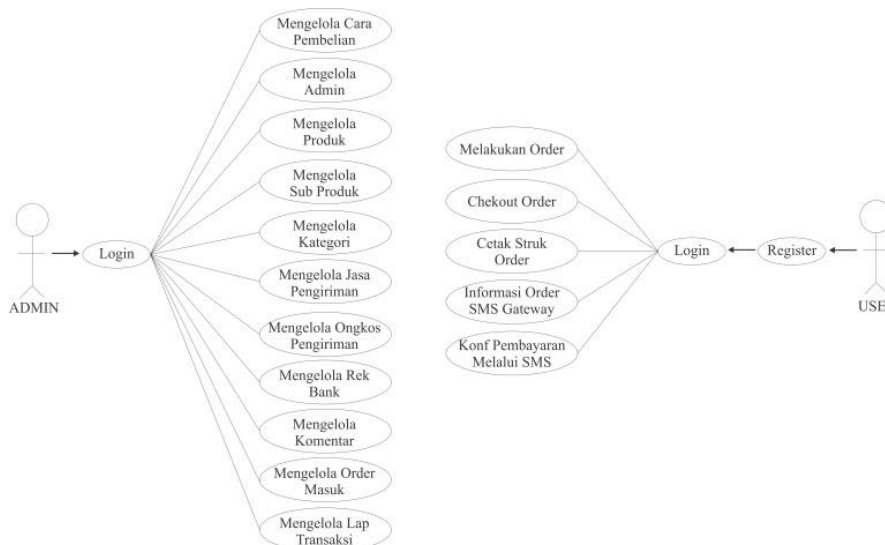 Mengelola Cara
Pembelian
Mengelola
Admin
Mengelola
Produk
Mengelola
Sub Produk
Mengelola
Kategori
Mengelola Jasa
Pengiriman
Mengelola Ongkos
Pengiriman
Mengelola Rek
Bank
Mengelola
Komentar
Mengelola Order
Masuk
Mengelola Lap
Transaksi
Login
ADMIN
Melakukan Order
Chekout Order
Cetak Struk
Order
Informasi Order
SMS Gateway
Konf Pembayaran
Melalui SMS
Login
Register
USE